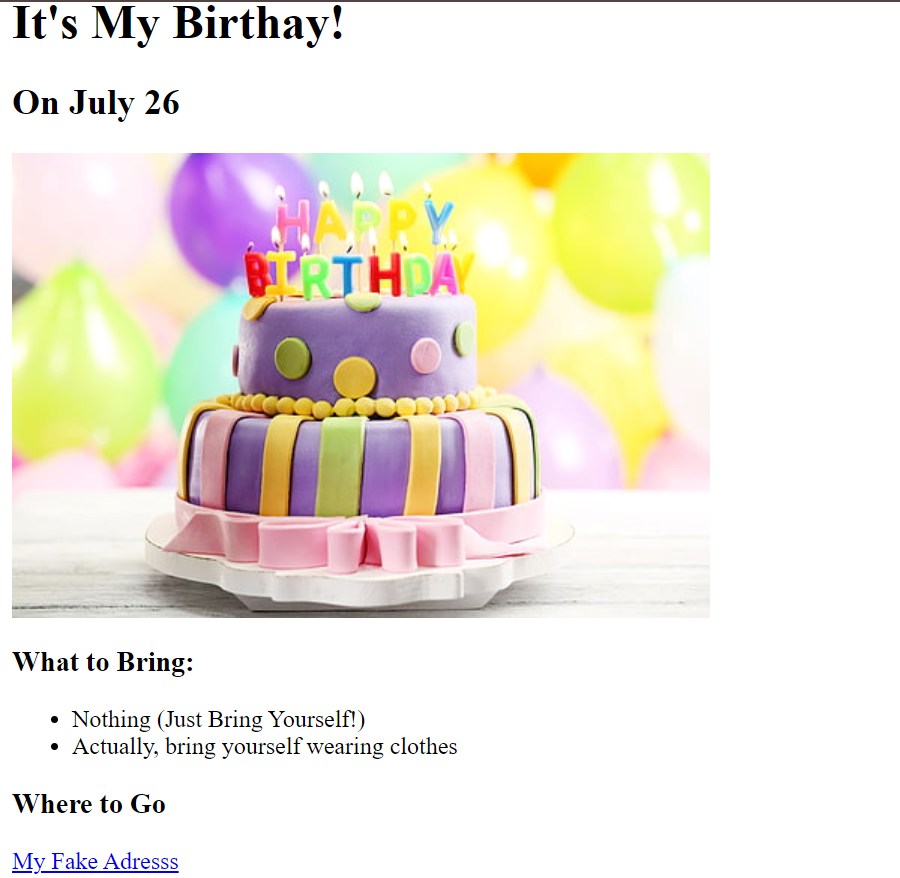 It's My Birthay!
On July 26
HAPPY
BIRTHDAY
What to Bring:
Nothing (Just Bring Yourself!)
Actually, bring yourself wearing clothes
Where to Go
My Fake Adresss